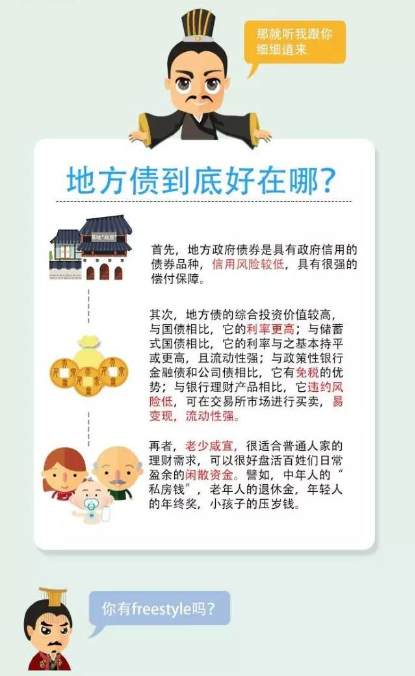 那就听我跟你
细细道来
地方债到底好在哪？
首先，地方政府债券是具有政府信用的
债券品种，信用风险较低，具有很强的
偿付保障。
其次，地方债的综合投资价值较高，
与国债相比，它的利率更高；与储蓄
式国债相比，它的利率与之基本持平
或更高，且流动性强；与政策性银行
金融债和公司债相比，它有免税的优
势；与银行理财产品相比，它违约风
险低，可在交易所市场进行买卖，易
变现，流动性强。
再者，老少咸宜，很适合普通人家的
理财需求，可以很好盘活百姓们日常
盈余的闲散资金。譬如，中年人的“
私房钱”，老年人的退休金，年轻人
的年终奖，小孩子的压岁钱。
你有freestyle吗？